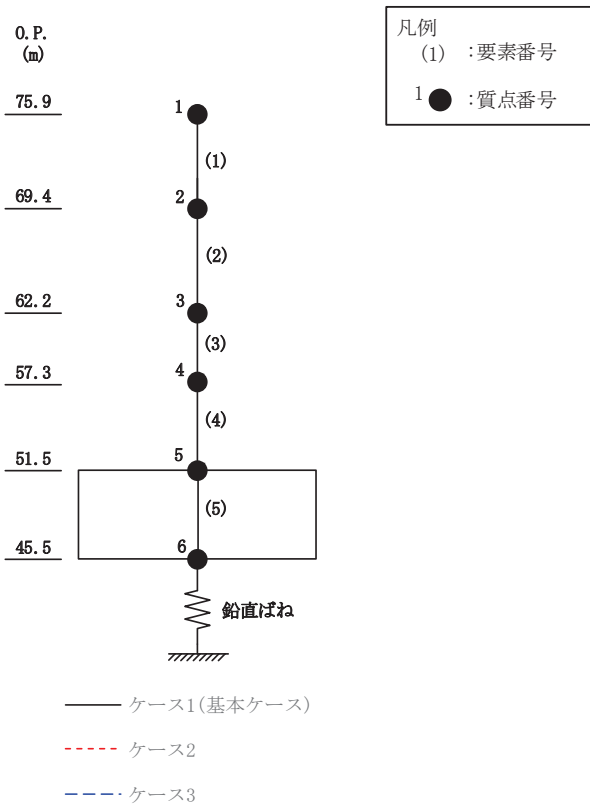 O.P.
(m)
凡例
(1) :要素番号
1 :質点番号
75.9
1
(1)
69.4
2
(2)
62.2
3
(3)
57.3
4
(4)
51.5
5
(5)
45.5
6
鉛直ばね
ケース1(基本ケース)
ケース2
ケース3